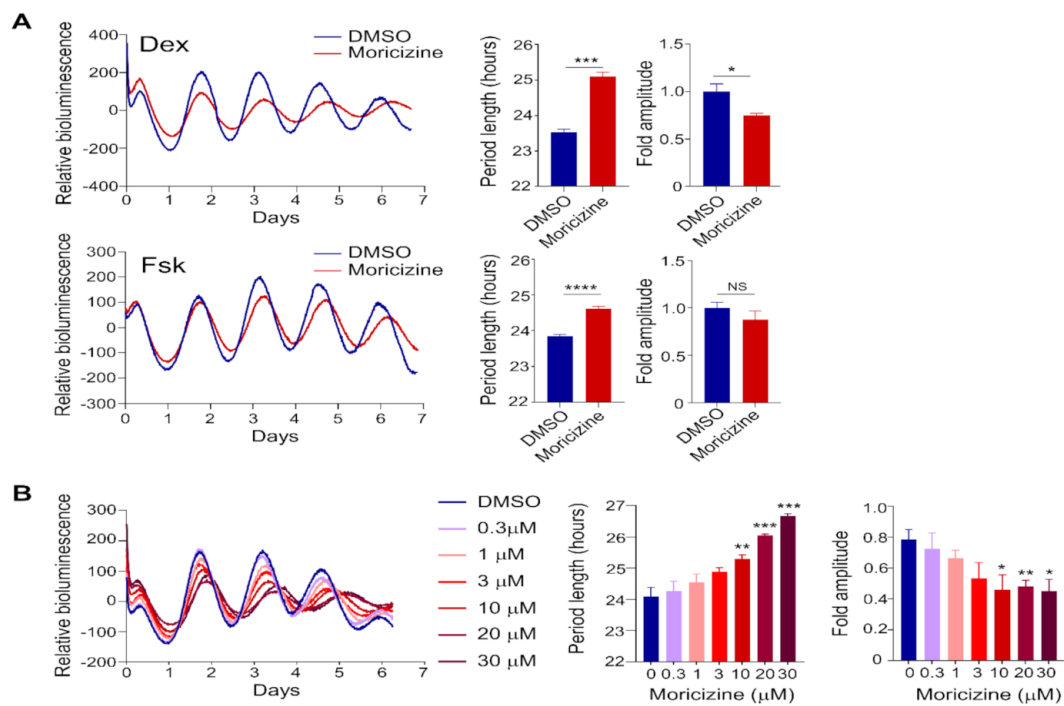 A
Dex
DMSO
Moricizine
Relative bioluminescence
400
200
0
-200
-400
0 1 2 3 4 5 6 7
Days
Period length (hours)
26
25
24
23
22
***
DMSO
Moricizine
Fold amplitude
1.5
1.0
0.5
0
*
DMSO
Moricizine
Fsk
DMSO
Moricizine
Relative bioluminescence
300
200
100
0
-100
-200
300
0 1 2 3 4 5 6 7
Days
Period length (hours)
26
25
24
23
22
****
DMSO
Moricizine
Fold amplitude
1.5
1.0
0.5
0
NS
DMSO
Moricizine
B
Relative bioluminescence
300
200
100
0
-100
-200
0 1 2 3 4 5 6 7
Days
DMSO
0.3μM
1 μM
3 μM
10 μM
20 μM
30 μM
Period length (hours)
27
26
25
24
23
22
** *** ***
0 0.3 1 3 10 20 30
Moricizine (μM)
Fold amplitude
1.0
0.8
0.6
0.4
0.2
0
* ** *
0 0.3 1 3 10 20 30
Moricizine (μM)